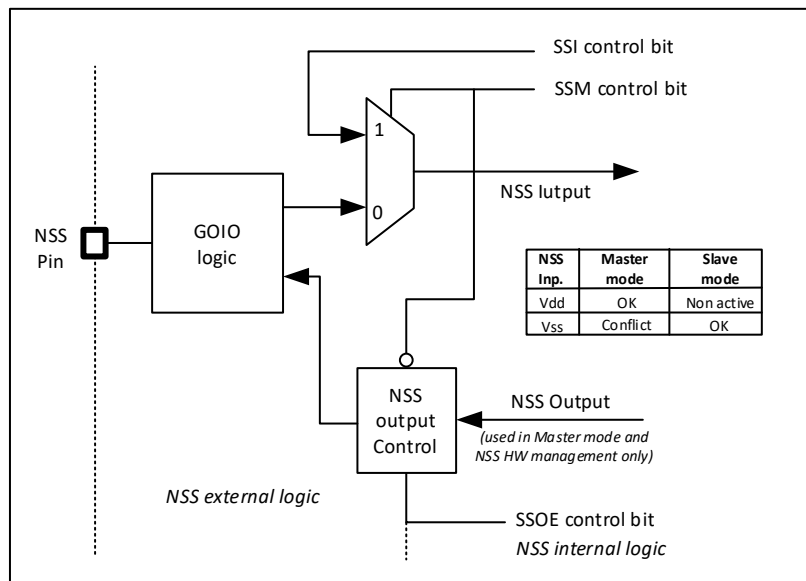 SSI control bit
SSM control bit
1
NSS Iutput
0
NSS
Pin
GOIO
logic
NSS Inp. Master mode Slave mode
Vdd OK Non active
Vss Conflict OK
NSS
output
Control
NSS Output
(used in Master mode and
NSS HW management only)
NSS external logic
SSOE control bit
NSS internal logic